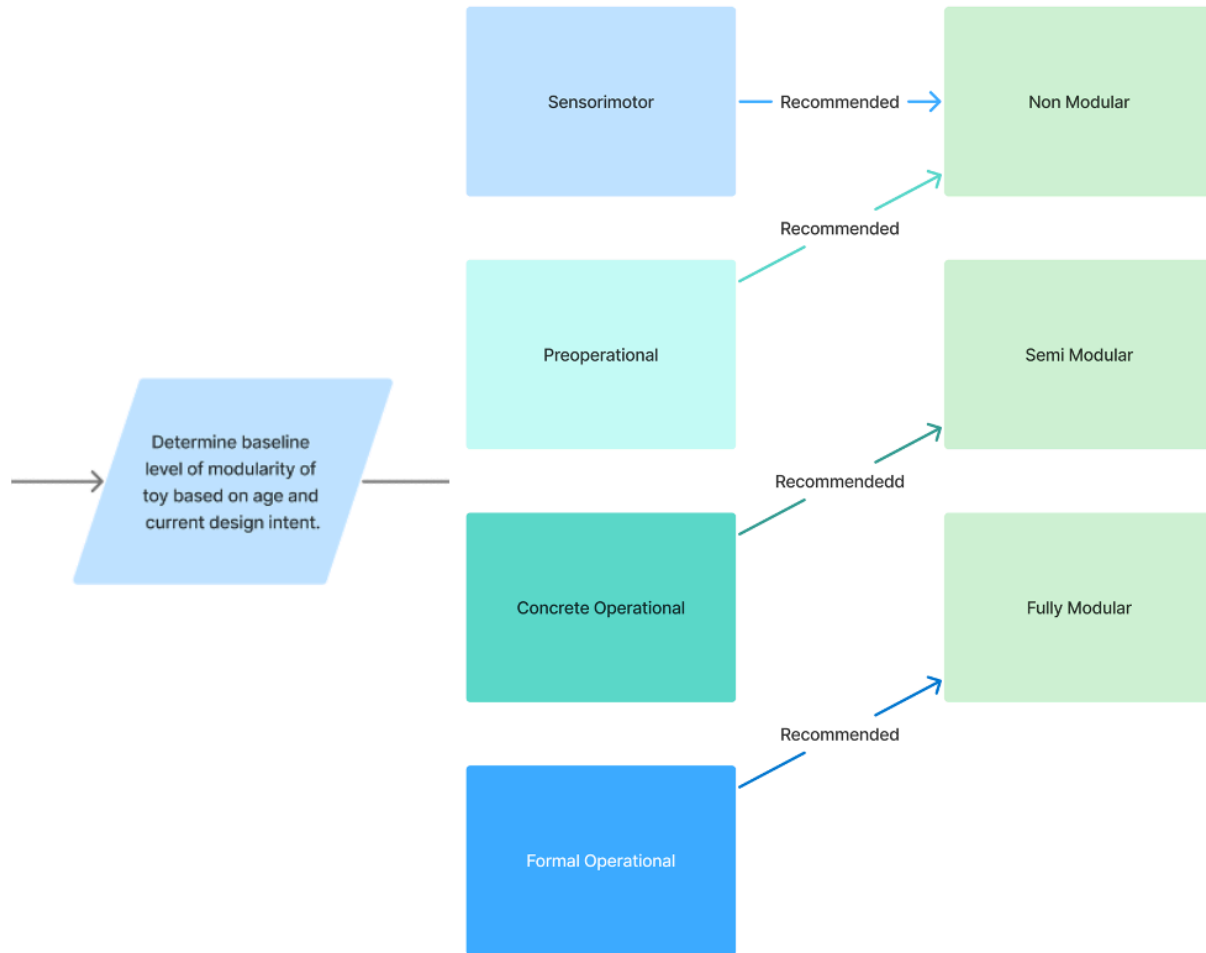 Sensorimotor
Recommended
Non Modular
Recommended
Preoperational
Semi Modular
Determine baseline
level of modularity of
toy based on age and
current design intent.
Recommendedd
Concrete Operational
Fully Modular
Recommended
Formal Operational